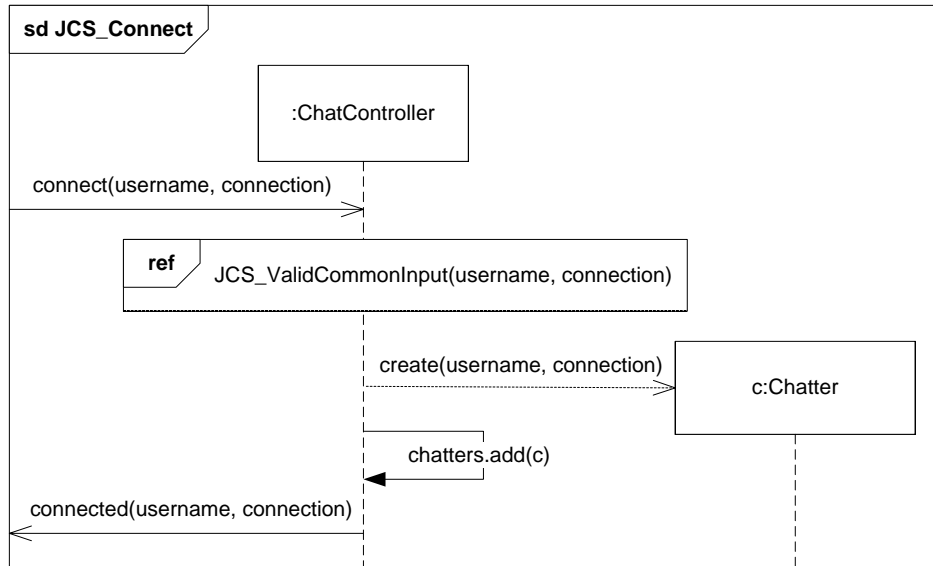 sd JCS_Connect
:ChatController
connect(username, connection)
ref
JCS_ValidCommonInput(username, connection)
create(username, connection)
c:Chatter
chatters.add(c)
connected(username, connection)